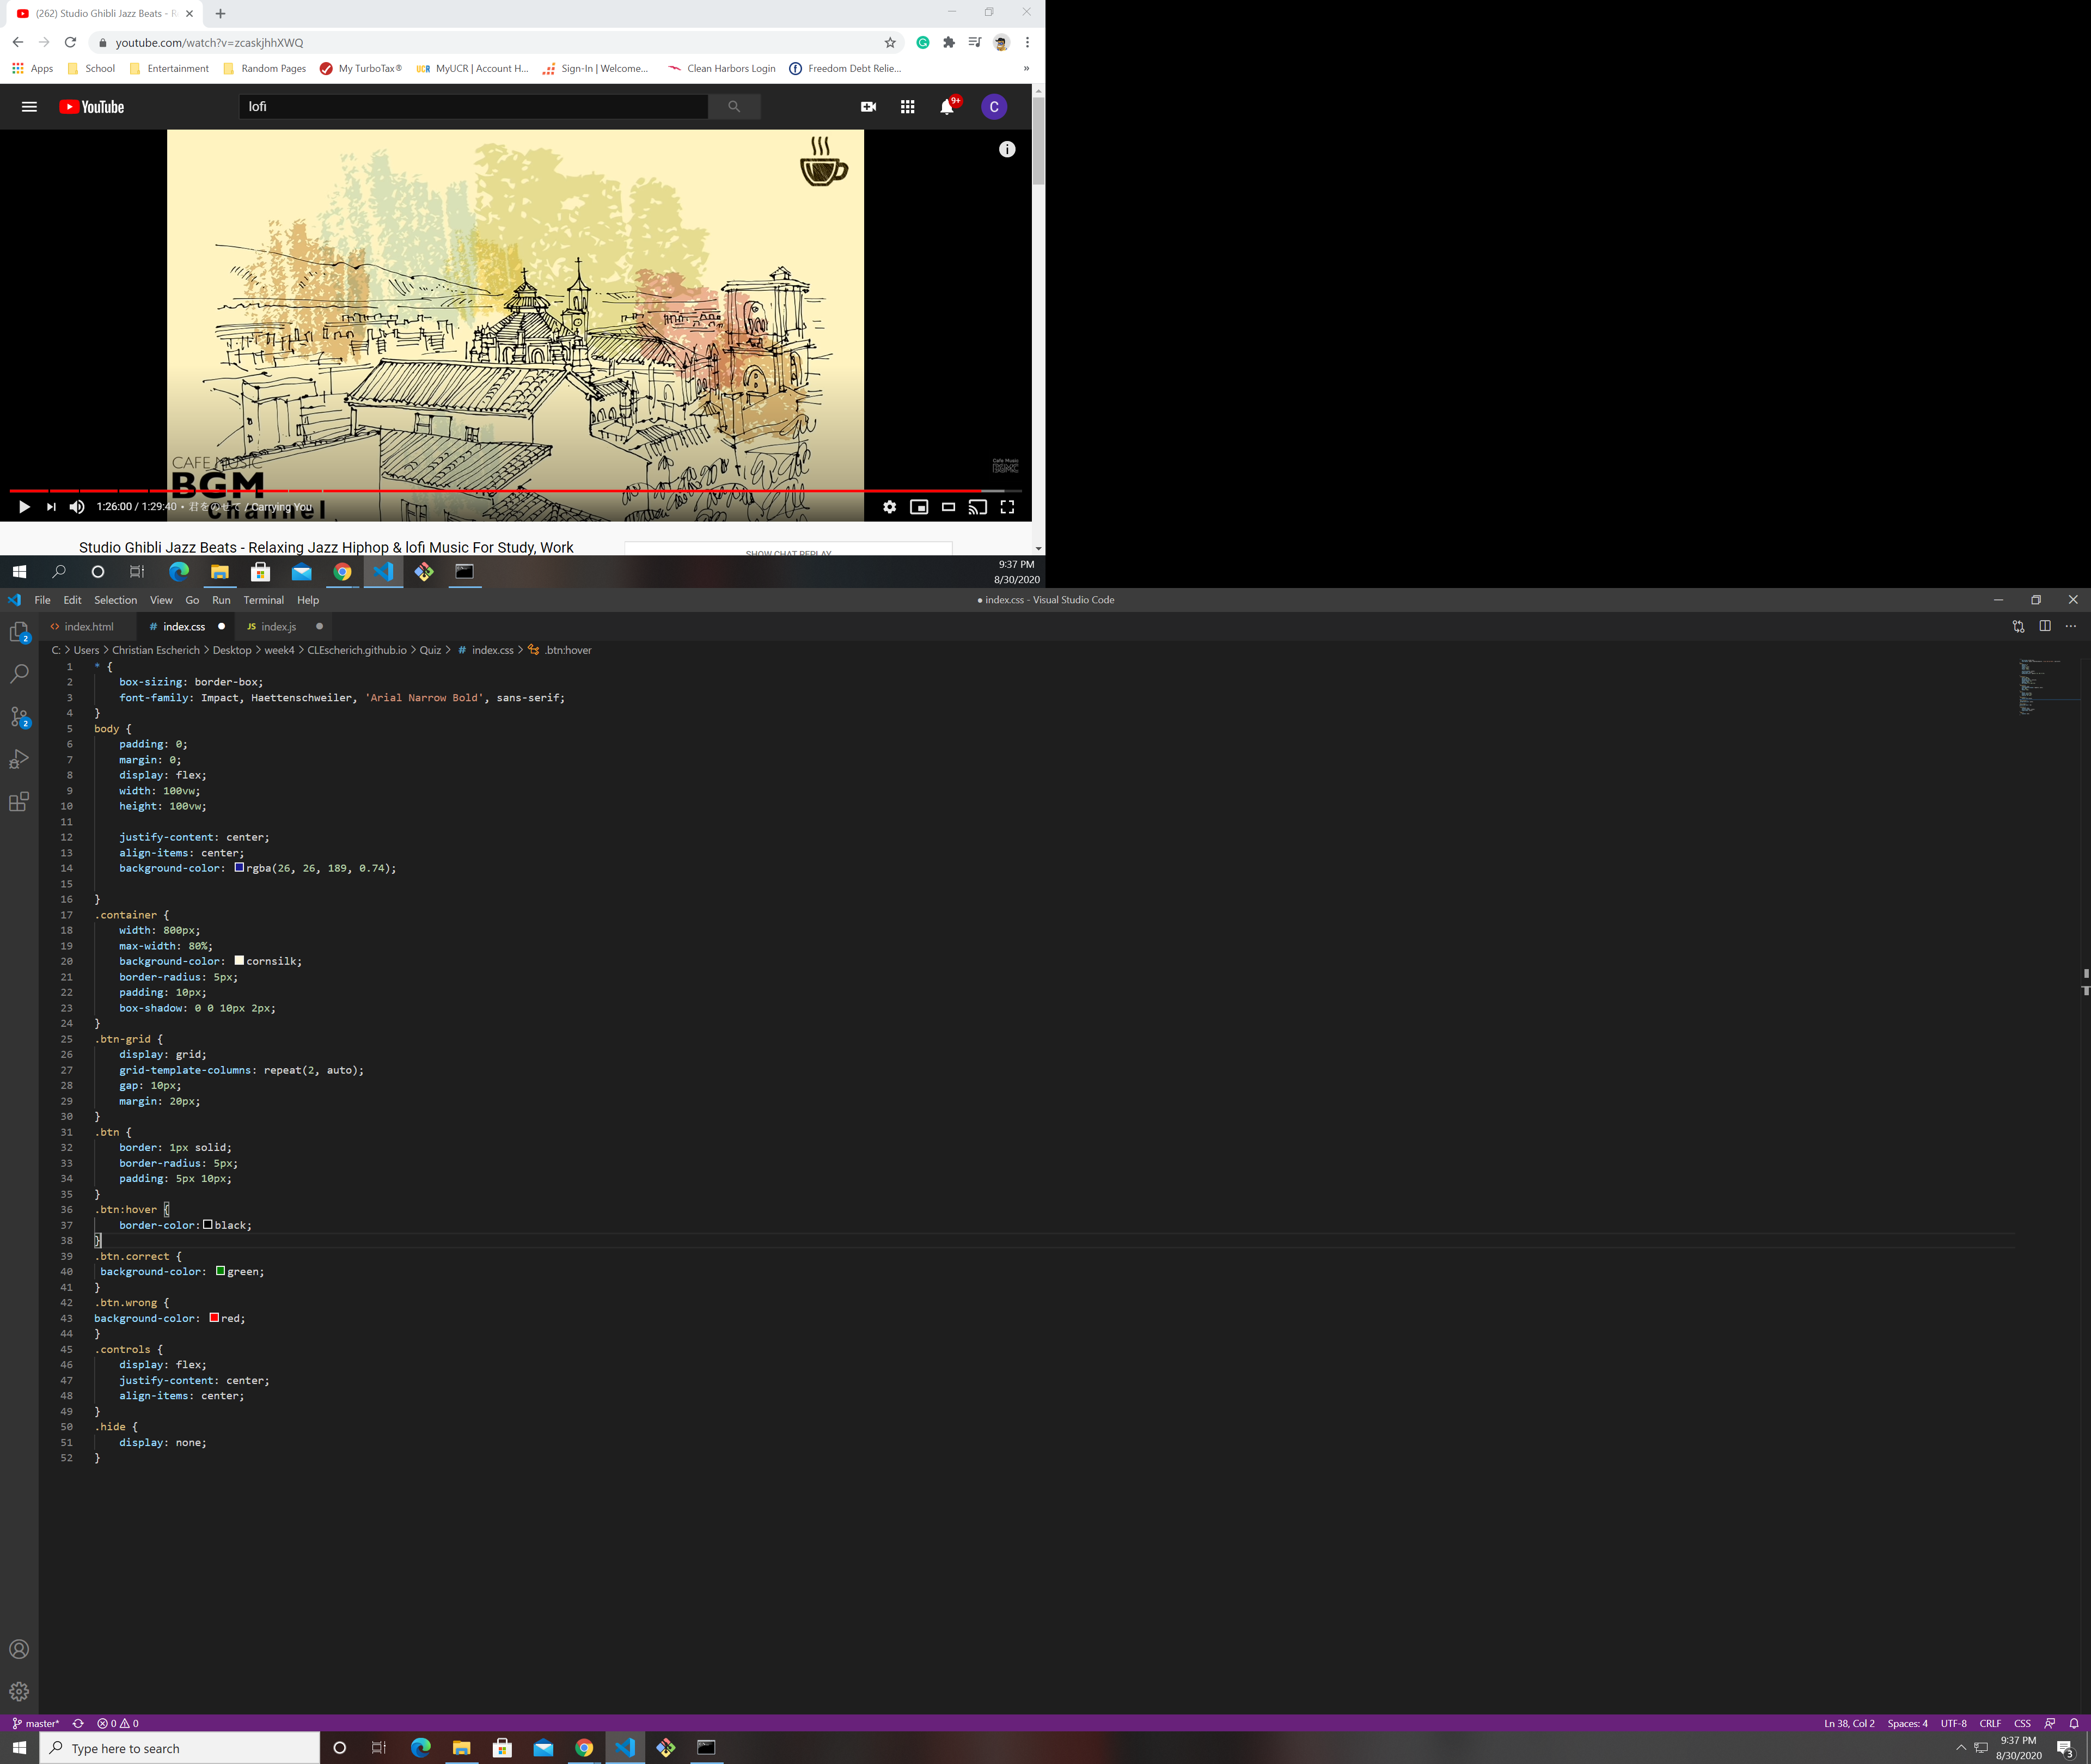 (262) Studio Ghibli Jazz Beats - R
youtube.com/watch?v=zcaskjhhXWQ
Apps School Entertainment Random Pages My TurboTax® UCR MyUCR | Account H... Sign-In | Welcome... Clean Harbors Login Freedom Debt Relie... »
YouTube lofi 9+ C
CAFE MUSIC
BGM
channel
Cafe Music
1:26:00 / 1:29:40 • 君をのせて / Carrying You
Studio Ghibli Jazz Beats - Relaxing Jazz Hiphop & lofi Music For Study, Work
SHOW CHAT REPLAY
9:37 PM
8/30/2020
File Edit Selection View Go Run Terminal Help ● index.css - Visual Studio Code
index.html # index.css JS index.js
C: > Users > Christian Escherich > Desktop > week4 > CLEscherich.github.io > Quiz > # index.css > .btn:hover
1 * {
2 box-sizing: border-box;
3 font-family: Impact, Haettenschweiler, 'Arial Narrow Bold', sans-serif;
4 }
5 body {
6 padding: 0;
7 margin: 0;
8 display: flex;
9 width: 100vw;
10 height: 100vw;
11
12 justify-content: center;
13 align-items: center;
14 background-color: rgba(26, 26, 189, 0.74);
15
16 }
17 .container {
18 width: 800px;
19 max-width: 80%;
20 background-color: cornsilk;
21 border-radius: 5px;
22 padding: 10px;
23 box-shadow: 0 0 10px 2px;
24 }
25 .btn-grid {
26 display: grid;
27 grid-template-columns: repeat(2, auto);
28 gap: 10px;
29 margin: 20px;
30 }
31 .btn {
32 border: 1px solid;
33 border-radius: 5px;
34 padding: 5px 10px;
35 }
36 .btn:hover {
37 border-color: black;
38 }
39 .btn.correct {
40 background-color: green;
41 }
42 .btn.wrong {
43 background-color: red;
44 }
45 .controls {
46 display: flex;
47 justify-content: center;
48 align-items: center;
49 }
50 .hide {
51 display: none;
52 }
2
2
master* 0 0 Ln 38, Col 2 Spaces: 4 UTF-8 CRLF CSS
Type here to search
9:37 PM
8/30/2020
3